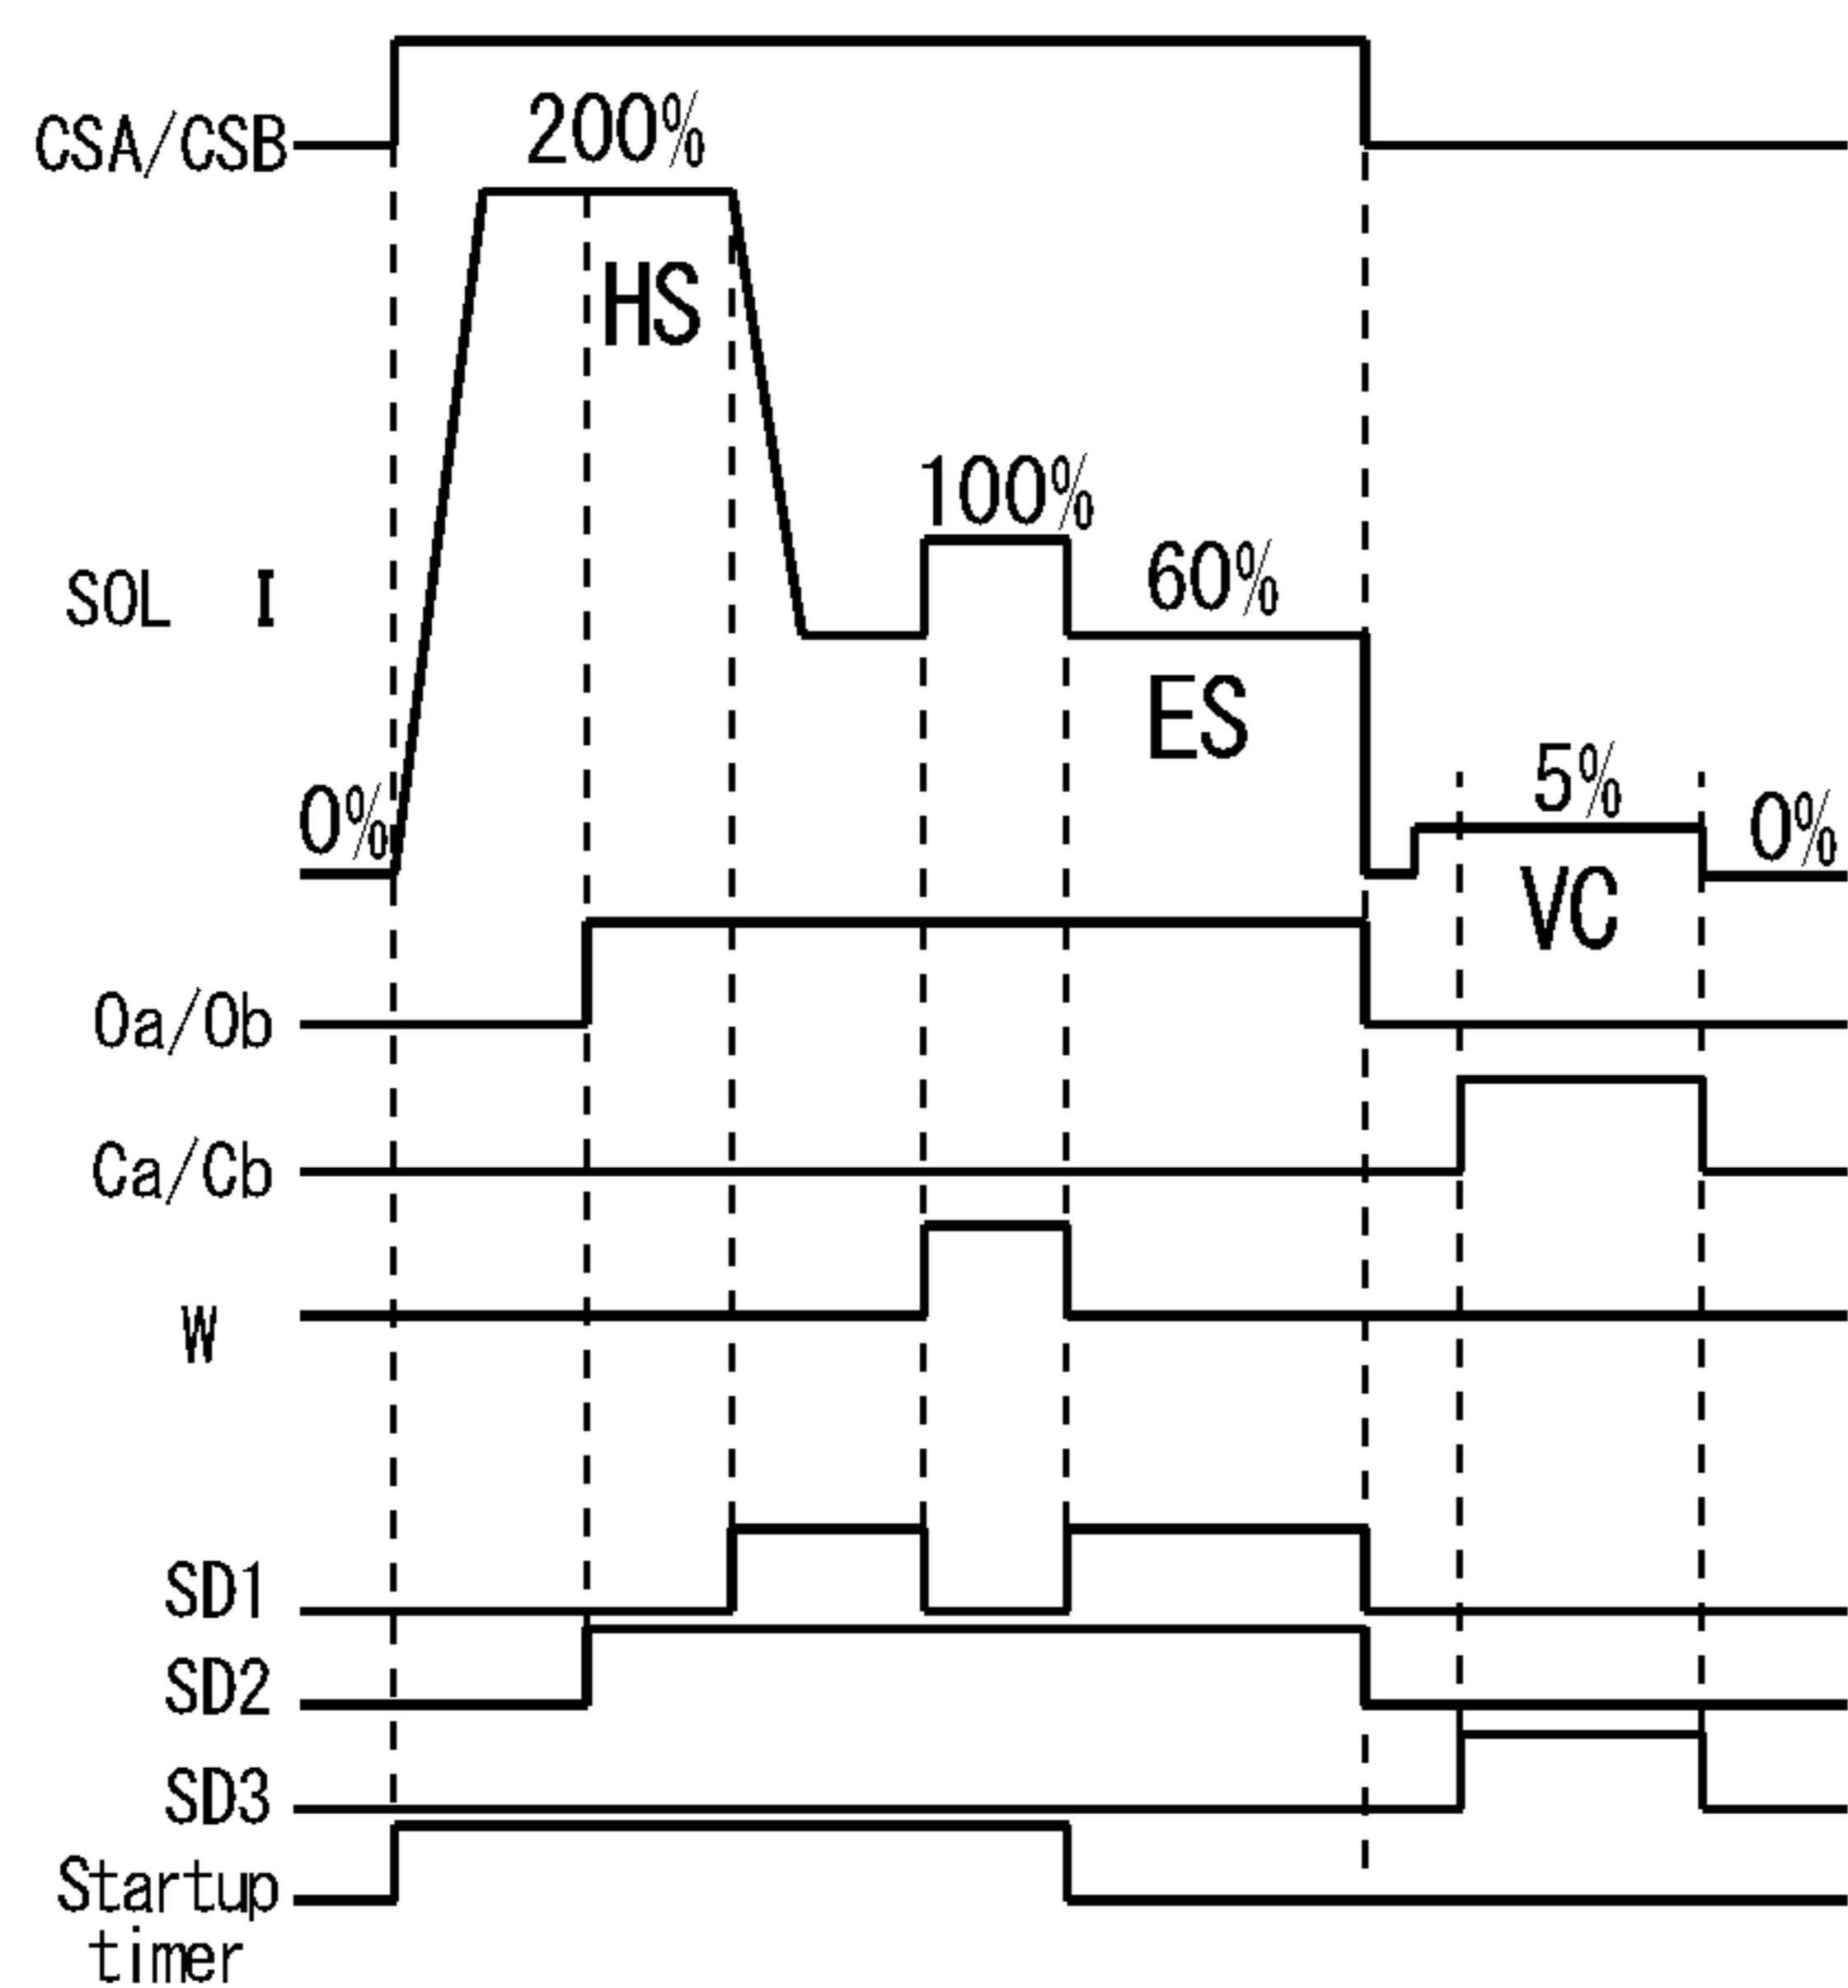 CSA/CSB
200%
HS
100%
60%
SOL I
ES
5%
0%
0%
VC
Oa/Ob
Ca/Cb
W
SD1
SD2
SD3
Startup
timer